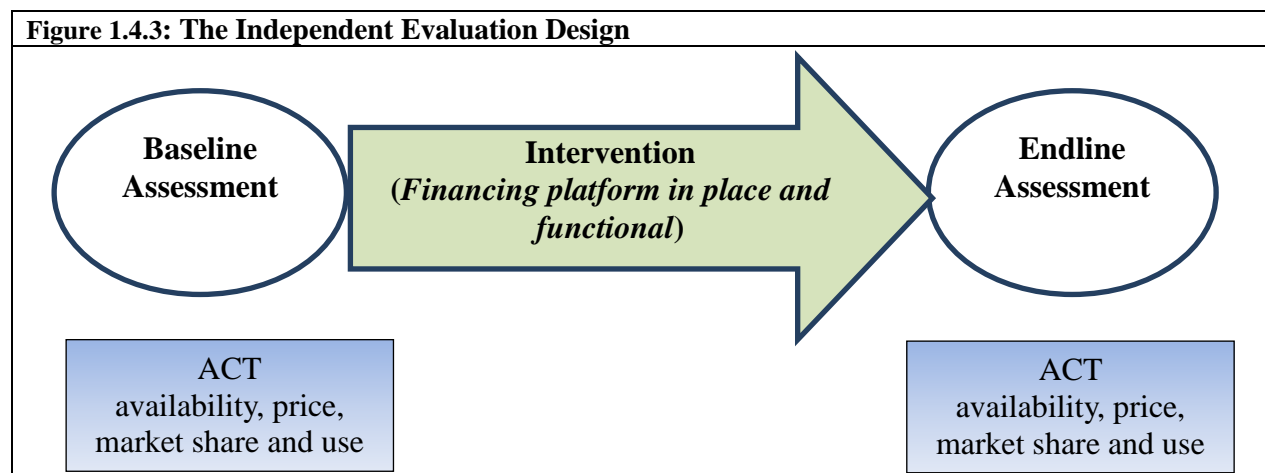 Figure 1.4.3: The Independent Evaluation Design
Baseline
Assessment
Intervention
(Financing platform in place and
functional)
Endline
Assessment
ACT
availability, price,
market share and use
ACT
availability, price,
market share and use